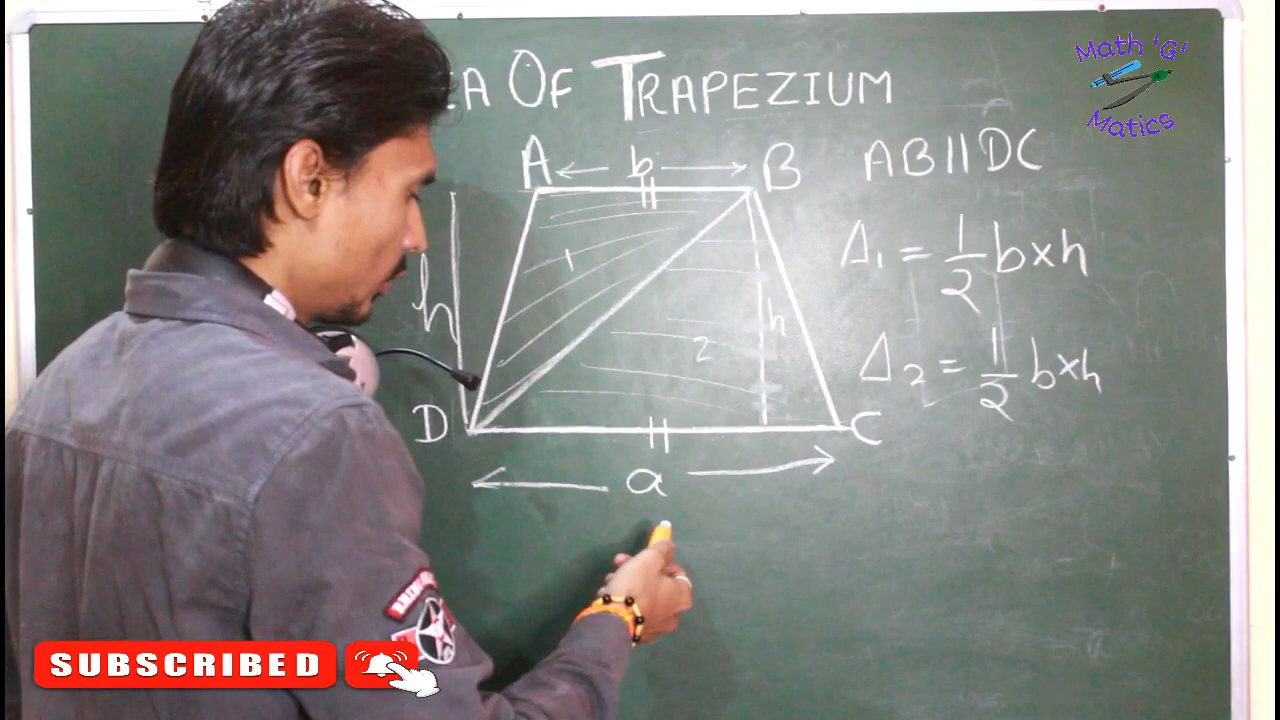 EA OF TRAPEZIUM
Math 'G'
Matics
A b B
AB || DC
h
1
Δ₁ = 1/2 b×h
h
2
Δ₂ = 1/2 b×h
D C
a
SUBSCRIBED